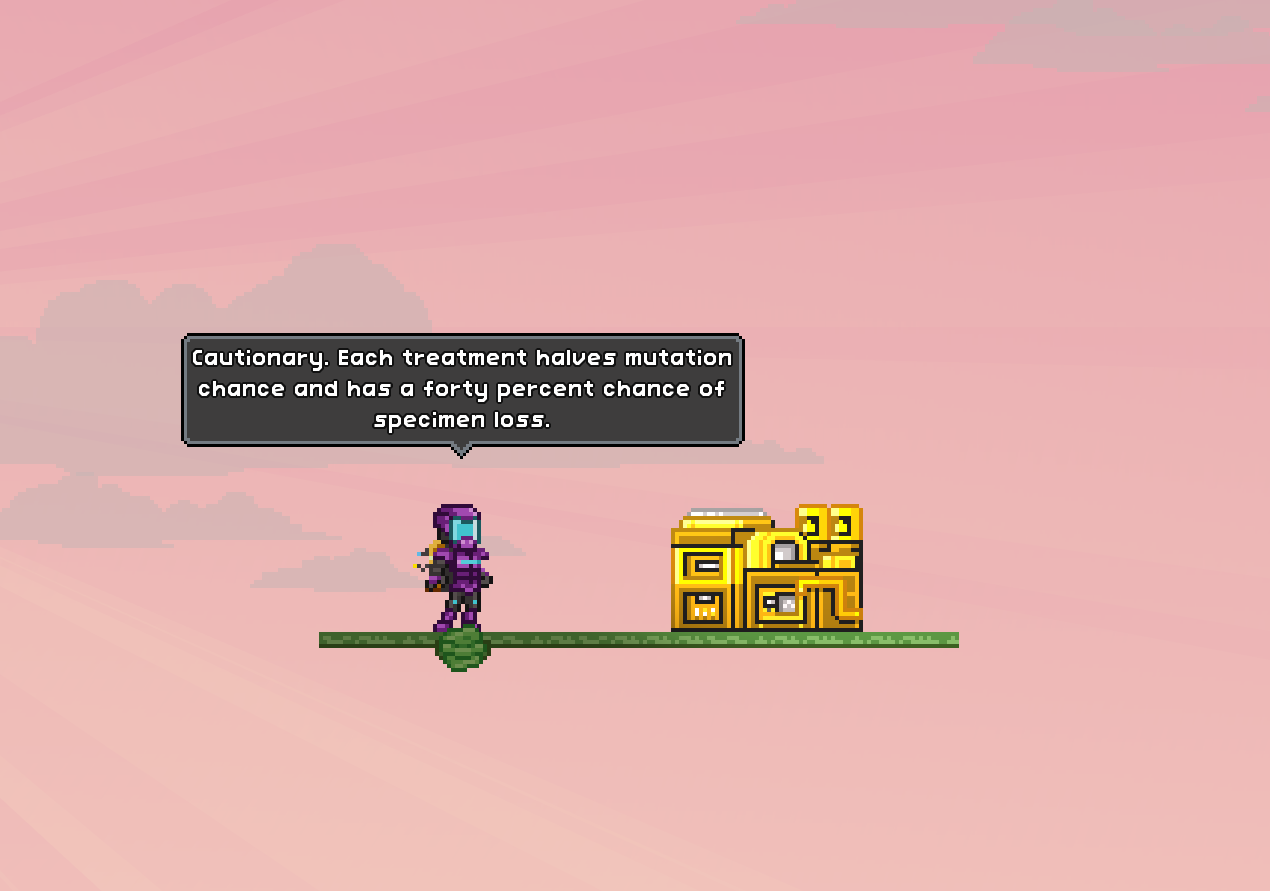 Cautionary. Each treatment halves mutation
chance and has a forty percent chance of
specimen loss.